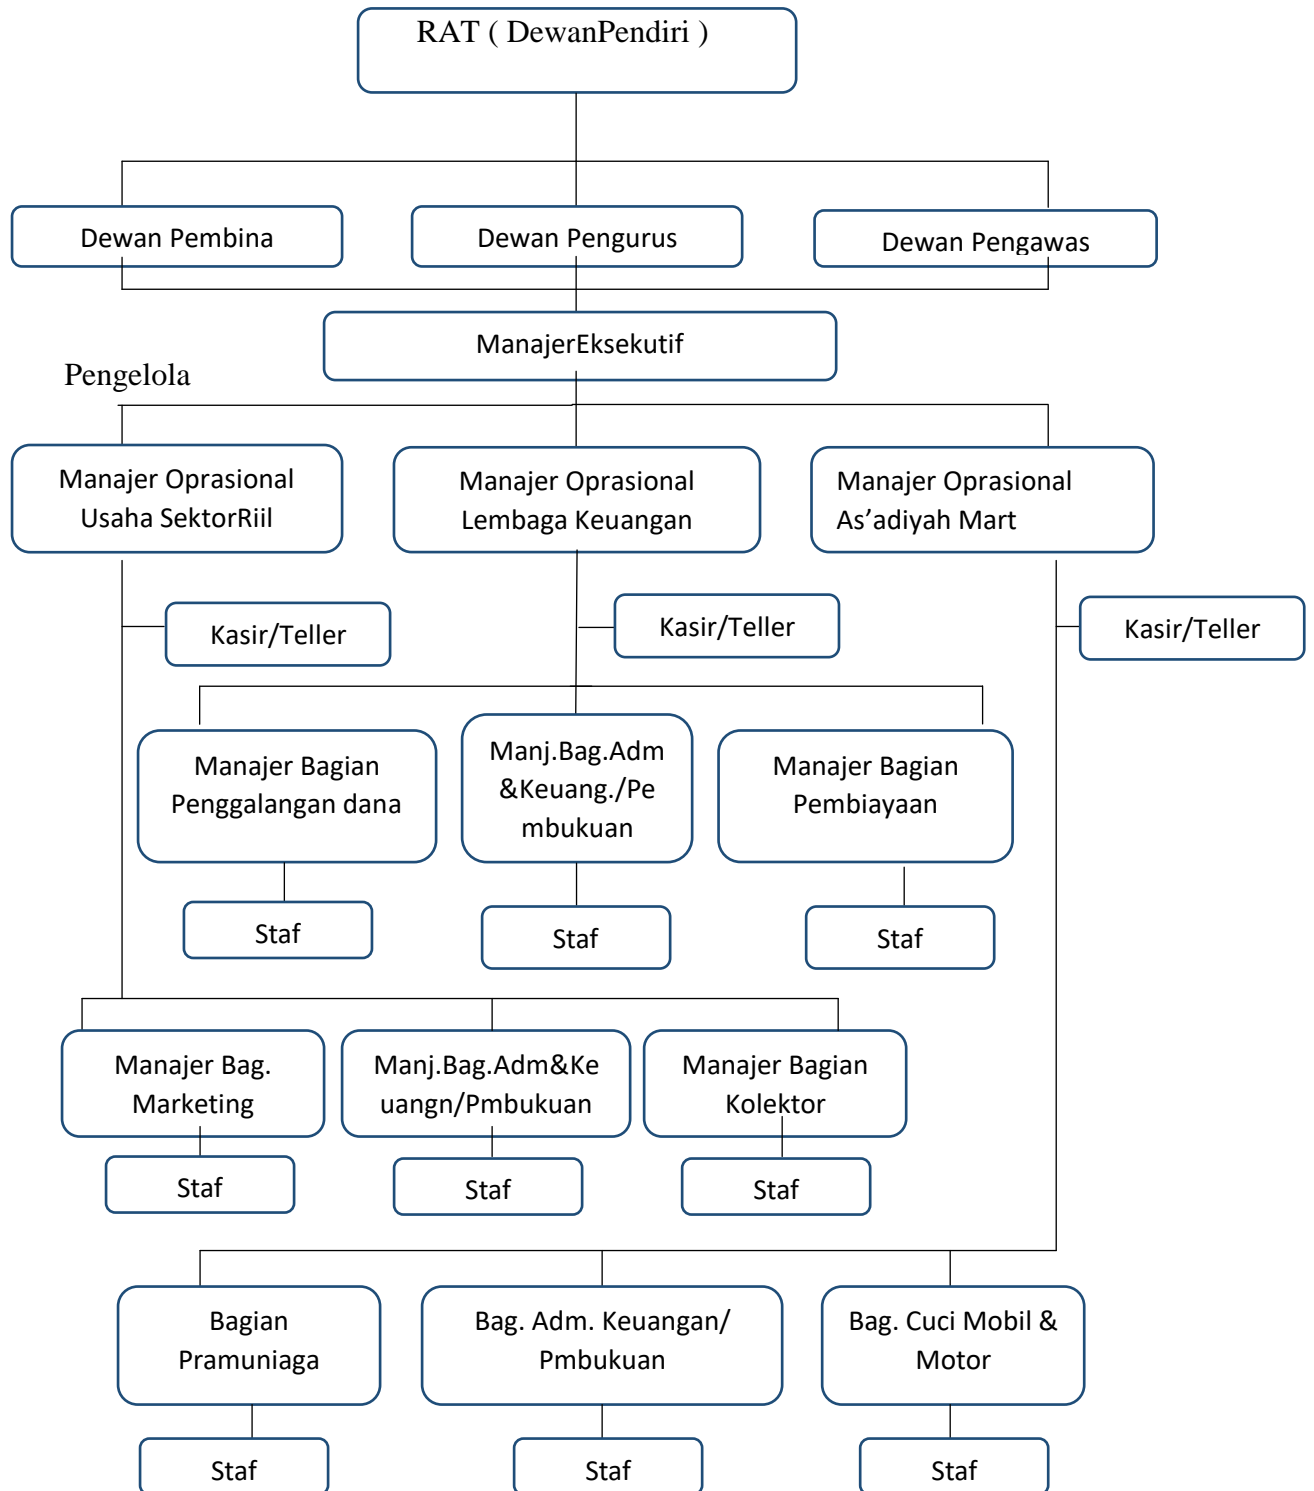 RAT ( DewanPendiri )
Dewan Pembina
Dewan Pengurus
Dewan Pengawas
ManajerEksekutif
Pengelola
Manajer Oprasional
Usaha SektorRiil
Manajer Oprasional
Lembaga Keuangan
Manajer Oprasional
As’adiyah Mart
Kasir/Teller
Kasir/Teller
Kasir/Teller
Manajer Bagian
Penggalangan dana
Manj.Bag.Adm
&Keuang./Pe
mbukuan
Manajer Bagian
Pembiayaan
Staf
Staf
Staf
Manajer Bag.
Marketing
Manj.Bag.Adm&Ke
uangn/Pmbukuan
Manajer Bagian
Kolektor
Staf
Staf
Staf
Bagian
Pramuniaga
Bag. Adm. Keuangan/
Pmbukuan
Bag. Cuci Mobil &
Motor
Staf
Staf
Staf